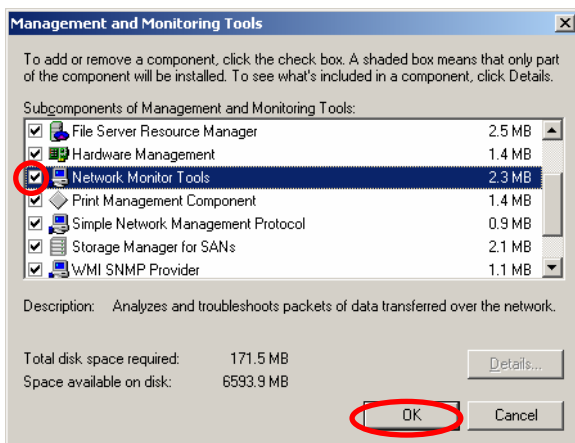 Management and Monitoring Tools
To add or remove a component, click the check box. A shaded box means that only part
of the component will be installed. To see what's included in a component, click Details.
Subcomponents of Management and Monitoring Tools:
File Server Resource Manager 2.5 MB
Hardware Management 1.4 MB
Network Monitor Tools 2.3 MB
Print Management Component 1.4 MB
Simple Network Management Protocol 0.9 MB
Storage Manager for SANs 2.1 MB
WMI SNMP Provider 1.1 MB
Description: Analyzes and troubleshoots packets of data transferred over the network.
Total disk space required: 171.5 MB
Details...
Space available on disk: 6593.9 MB
OK Cancel